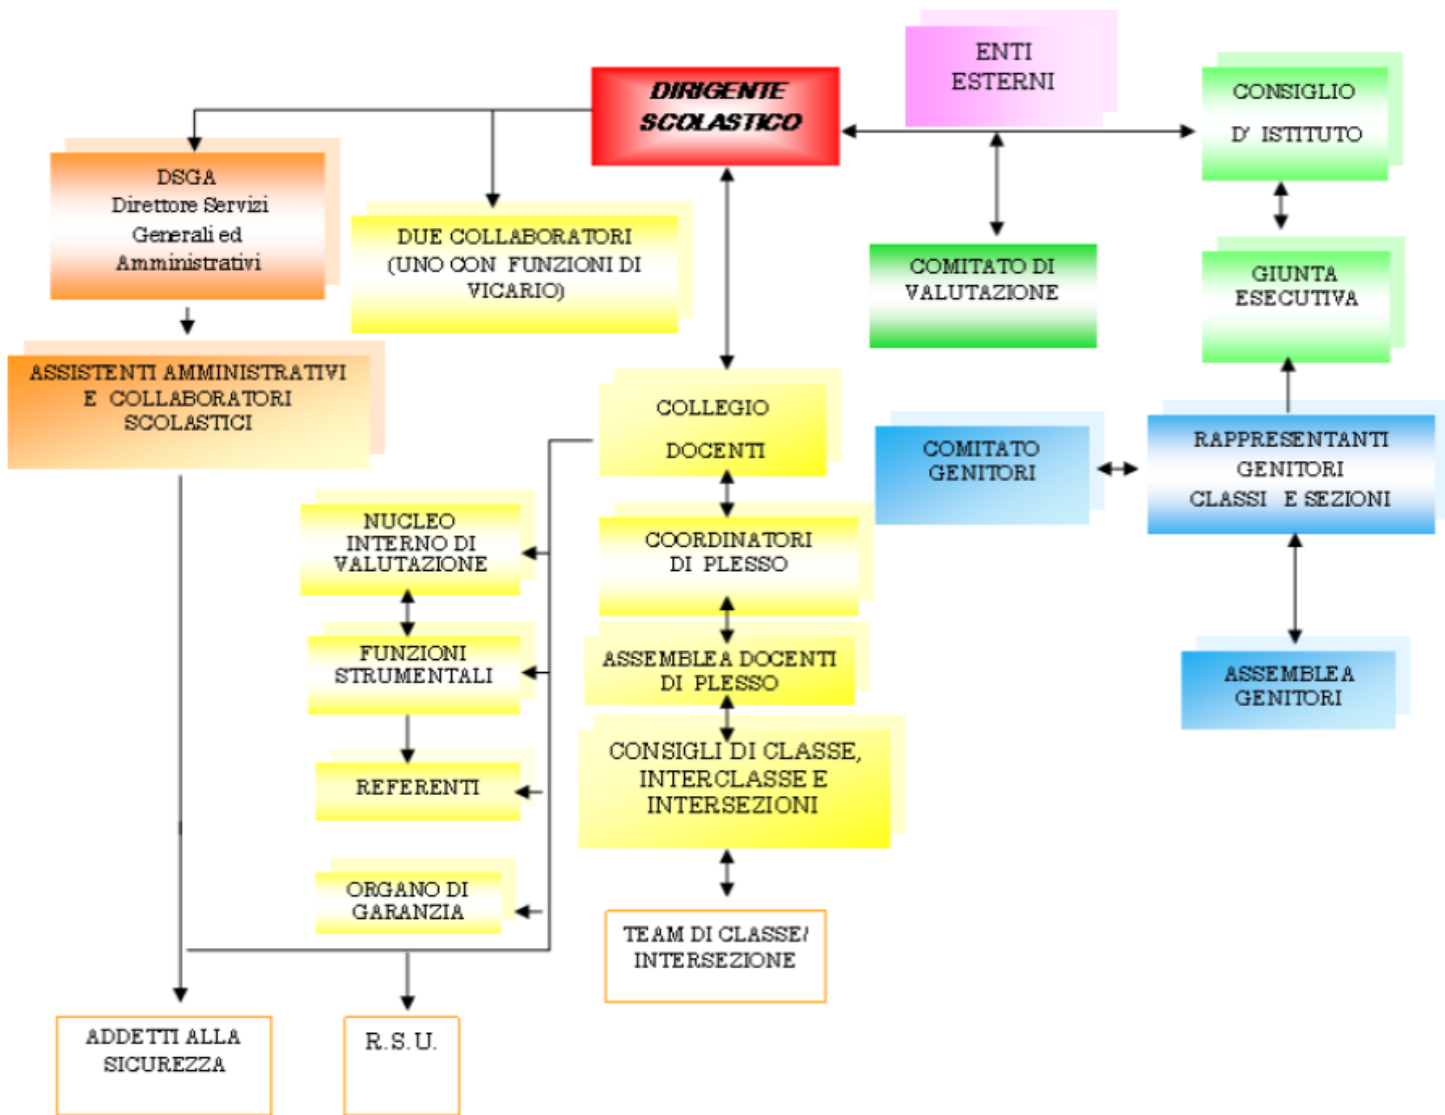 ENTI
ESTERNI
DIRIGENTE
SCOLASTICO
CONSIGLIO
D' ISTITUTO
DSGA
Direttore Servizi
Generali ed
Amministrativi
DUE COLLABORATORI
(UNO CON FUNZIONI DI
VICARIO)
COMITATO DI
VALUTAZIONE
GIUNTA
ESECUTIVA
ASSISTENTI AMMINISTRATIVI
E COLLABORATORI
SCOLASTICI
COLLEGIO
DOCENTI
COMITATO
GENITORI
RAPPRESENTANTI
GENITORI
CLASSI E SEZIONI
NUCLEO
INTERNO DI
VALUTAZIONE
COORDINATORI
DI PLESSO
FUNZIONI
STRUMENTALI
ASSEMBLEA DOCENTI
DI PLESSO
ASSEMBLEA
GENITORI
REFERENTI
CONSIGLI DI CLASSE,
INTERCLASSE E
INTERSEZIONI
ORGANO DI
GARANZIA
TEAM DI CLASSE/
INTERSEZIONE
ADDETTI ALLA
SICUREZZA
R.S.U.